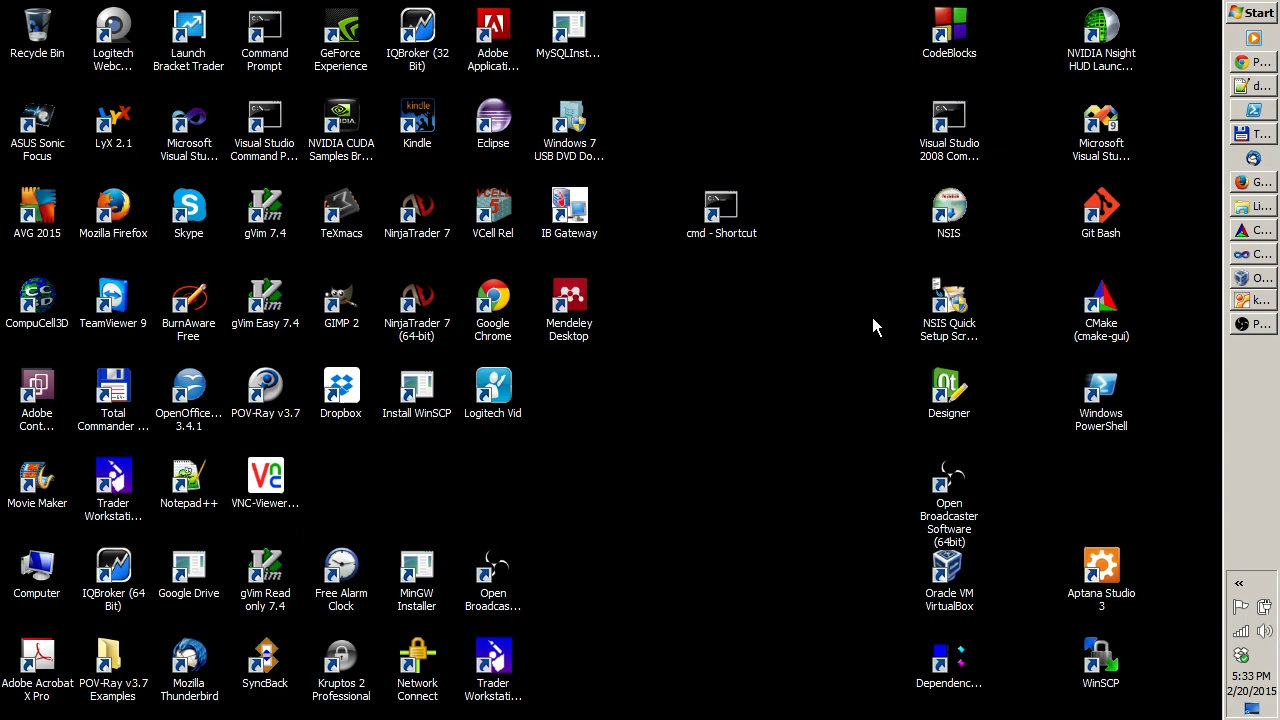 Recycle Bin
Logitech
Webc...
Launch
Bracket Trader
Command
Prompt
GeForce
Experience
IQBroker (32
Bit)
Adobe
Applicati...
MySQLInst...
CodeBlocks
NVIDIA Nsight
HUD Launc...
Start
P...
d...
ASUS Sonic
Focus
LyX 2.1
Microsoft
Visual Stu...
Visual Studio
Command P...
NVIDIA CUDA
Samples Br...
kindle
Kindle
Eclipse
Windows 7
USB DVD Do...
Visual Studio
2008 Com...
9
Microsoft
Visual Stu...
T...
AVG 2015
Mozilla Firefox
Skype
gVim 7.4
TeXmacs
NinjaTrader 7
VCELL
5
VCell Rel
IB Gateway
C:\_
cmd - Shortcut
NSIS
Git Bash
G...
Li...
C...
CompuCell3D
TeamViewer 9
BurnAware
Free
gVim Easy 7.4
GIMP 2
NinjaTrader 7
(64-bit)
Google
Chrome
Mendeley
Desktop
NSIS Quick
Setup Scr...
CMake
(cmake-gui)
C...
O...
k...
P...
Adobe
Cont...
Total
Commander ...
OpenOffice...
3.4.1
POV-Ray v3.7
Dropbox
Install WinSCP
Logitech Vid
Designer
Windows
PowerShell
Movie Maker
Trader
Workstati...
Notepad++
VNC-Viewer...
Open
Broadcaster
Software
(64bit)
Computer
IQBroker (64
Bit)
Google Drive
gVim Read
only 7.4
Free Alarm
Clock
MinGW
Installer
Open
Broadcas...
Oracle VM
VirtualBox
Aptana Studio
3
Adobe Acrobat
X Pro
POV-Ray v3.7
Examples
Mozilla
Thunderbird
SyncBack
Kruptos 2
Professional
Network
Connect
Trader
Workstati...
Dependenc...
WinSCP
5:33 PM
2/20/2015